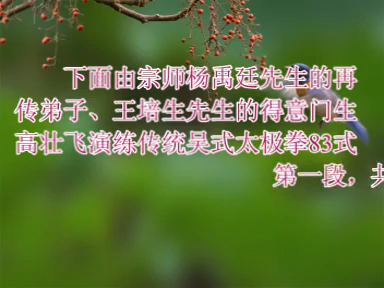 下面由宗师杨禹廷先生的再
传弟子、王培生先生的得意门生
高壮飞演练传统吴式太极拳83式
第一段，共